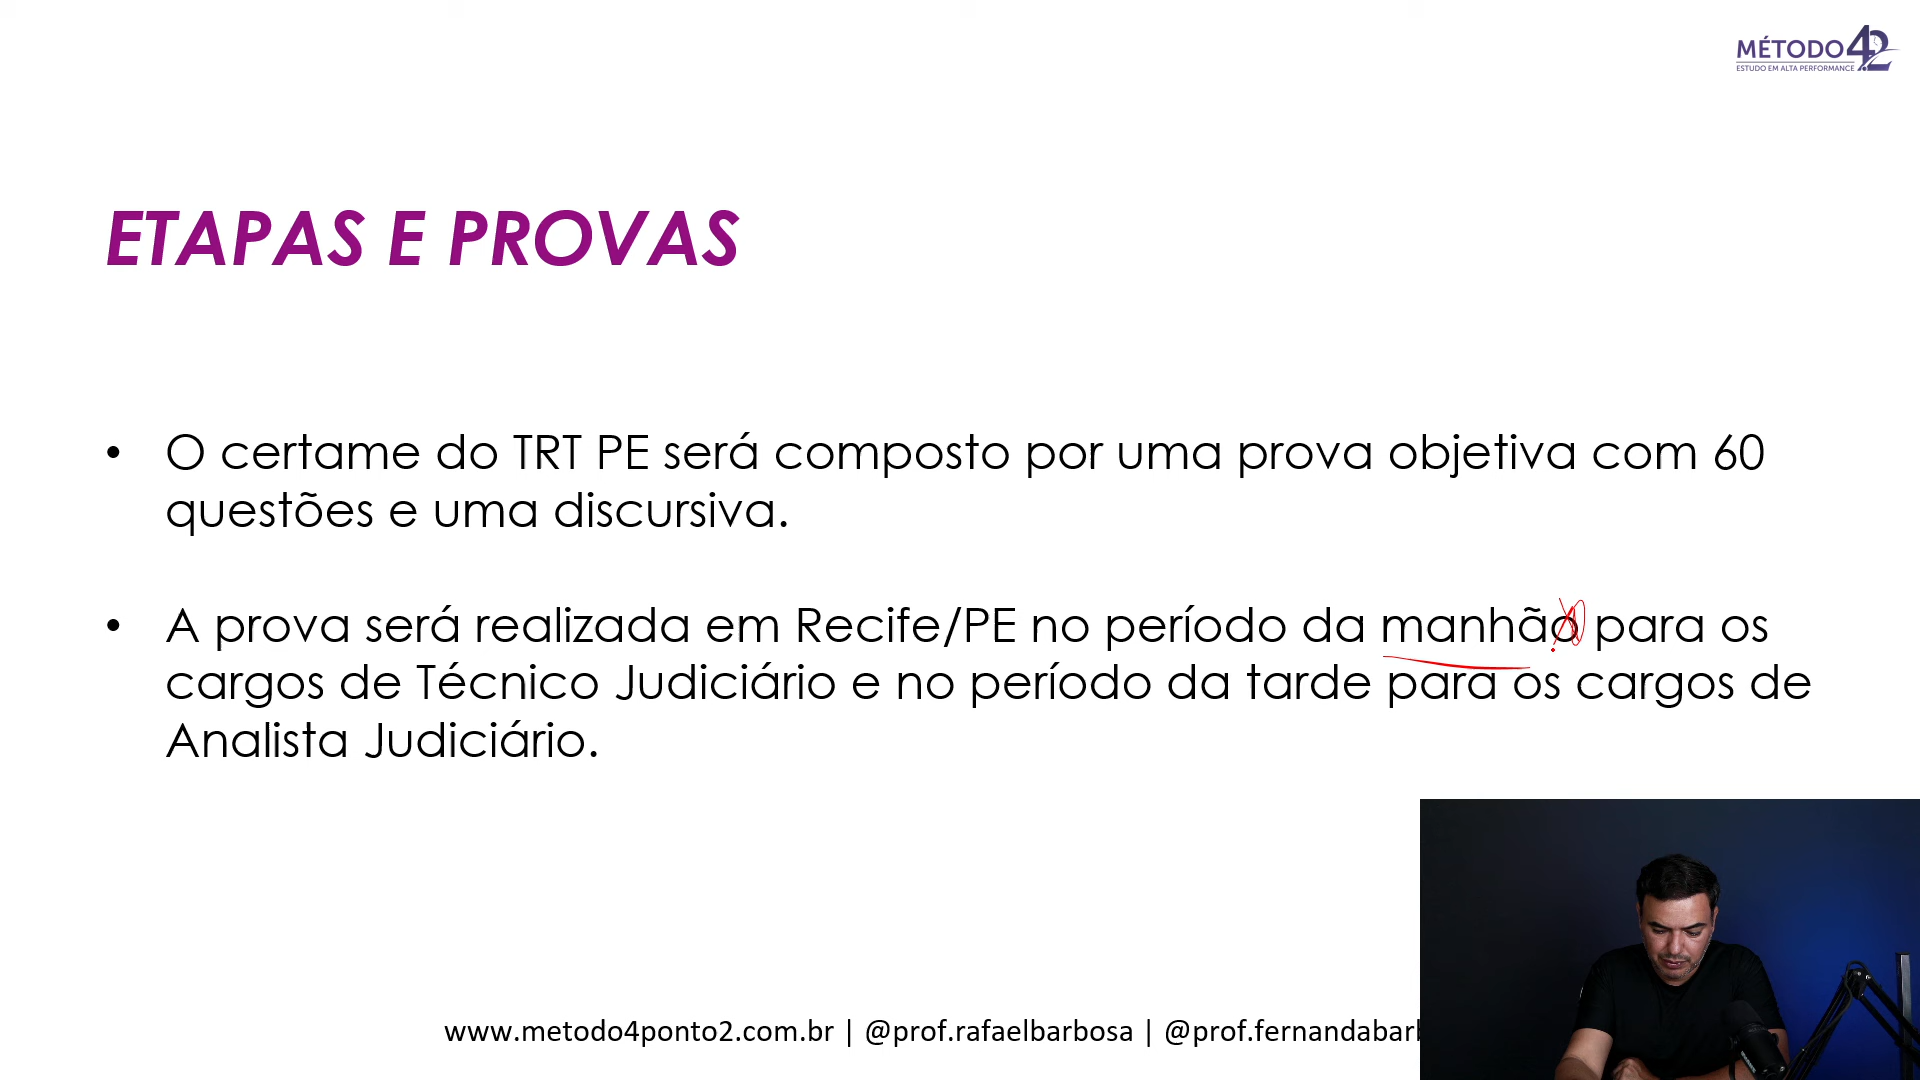 MÉTODO 4.2
ESTUDO EM ALTA PERFORMANCE
ETAPAS E PROVAS
• O certame do TRT PE será composto por uma prova objetiva com 60
questões e uma discursiva.
• A prova será realizada em Recife/PE no período da manhãa para os
cargos de Técnico Judiciário e no período da tarde para os cargos de
Analista Judiciário.
www.metodo4ponto2.com.br | @prof.rafaelbarbosa | @prof.fernandabarb